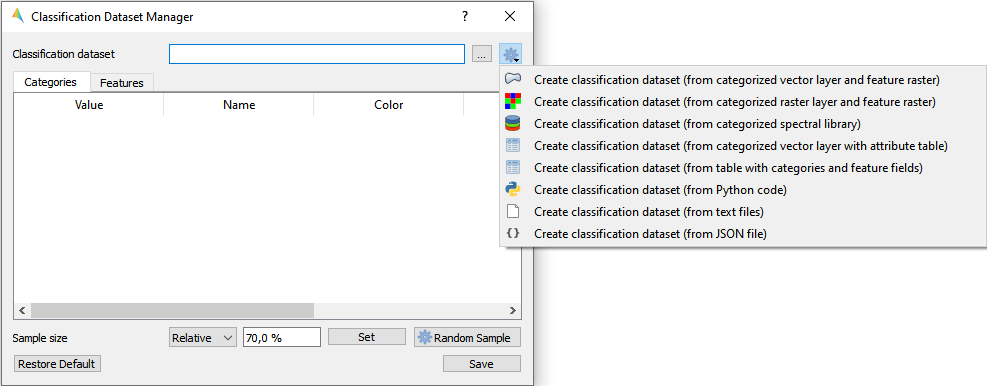 Classification Dataset Manager
?
Classification dataset
...
Categories Features
Value Name Color
Create classification dataset (from categorized vector layer and feature raster)
Create classification dataset (from categorized raster layer and feature raster)
Create classification dataset (from categorized spectral library)
Create classification dataset (from categorized vector layer with attribute table)
Create classification dataset (from table with categories and feature fields)
Create classification dataset (from Python code)
Create classification dataset (from text files)
{} Create classification dataset (from JSON file)
Sample size Relative 70,0 % Set Random Sample
Restore Default Save